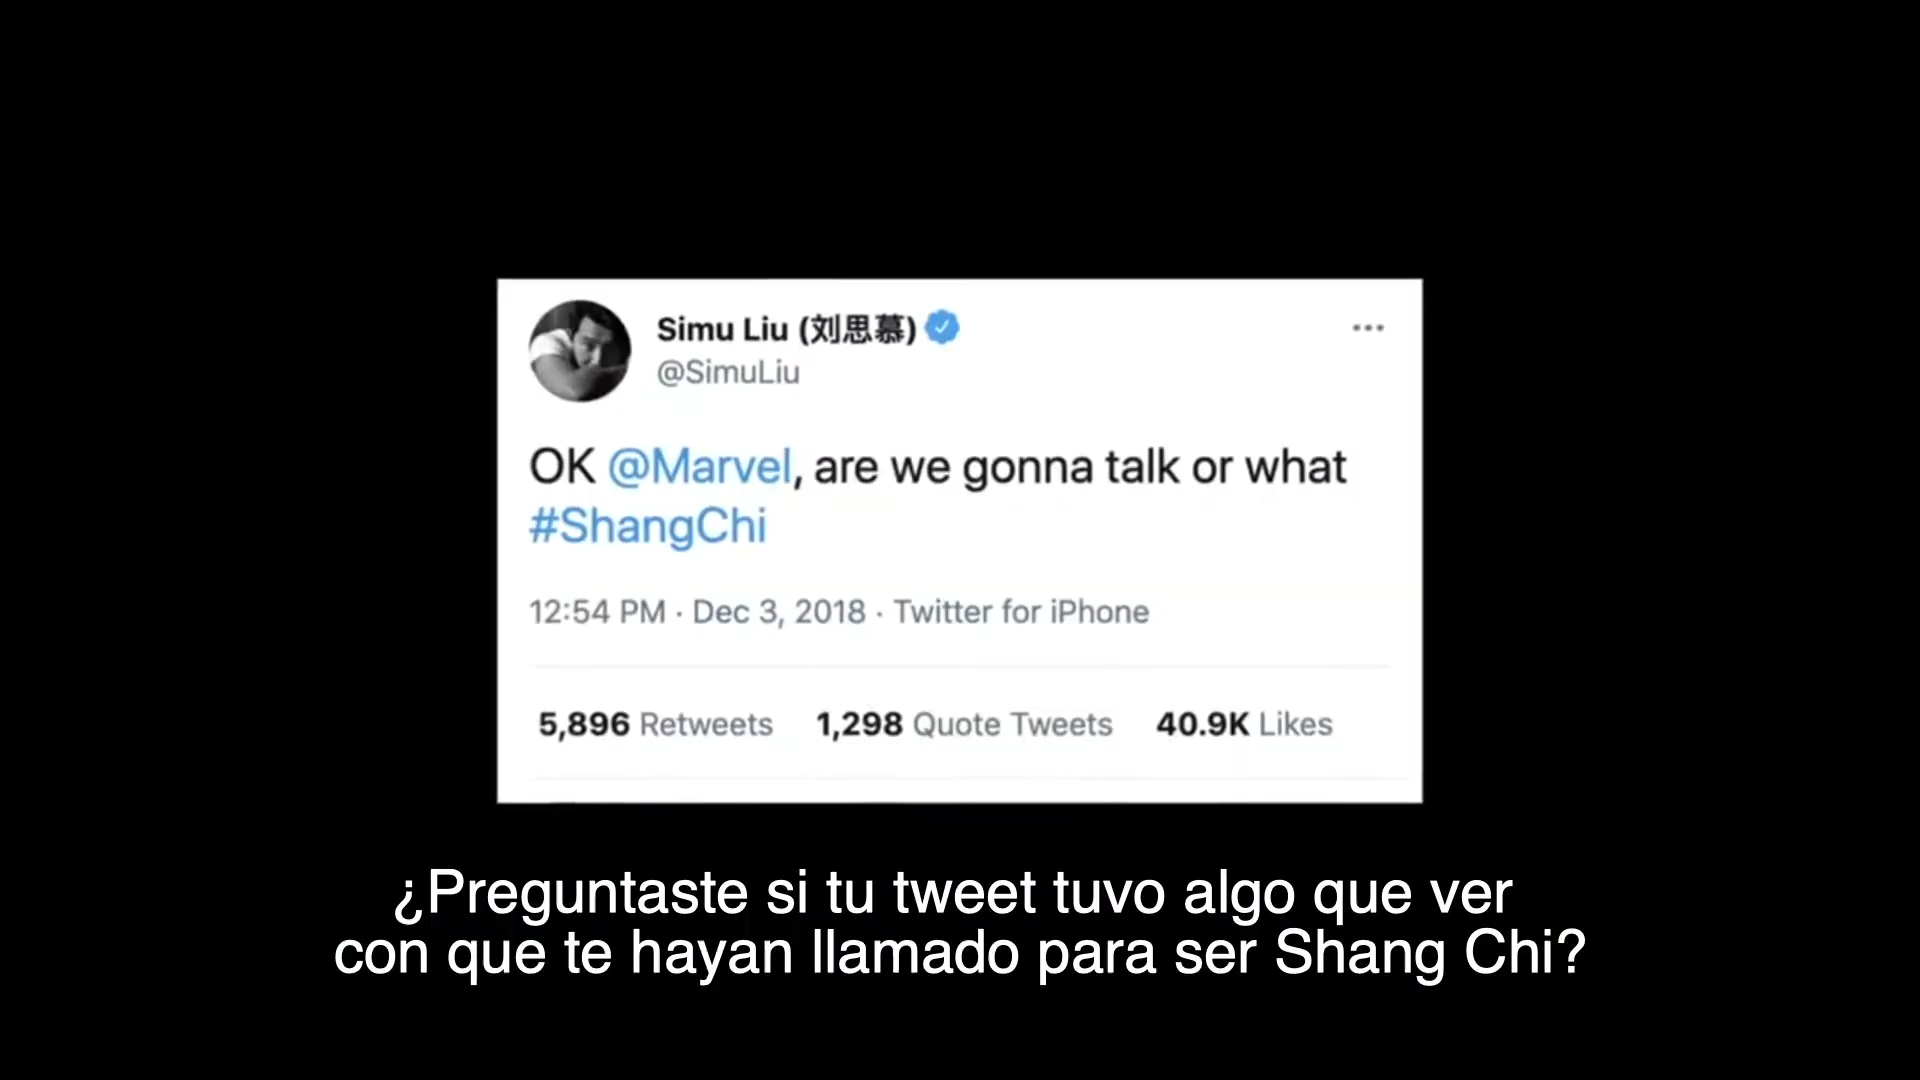 Simu Liu (刘思慕)
@SimuLiu
OK @Marvel, are we gonna talk or what
#ShangChi
12:54 PM · Dec 3, 2018 · Twitter for iPhone
5,896 Retweets 1,298 Quote Tweets 40.9K Likes
¿Preguntaste si tu tweet tuvo algo que ver
con que te hayan llamado para ser Shang Chi?